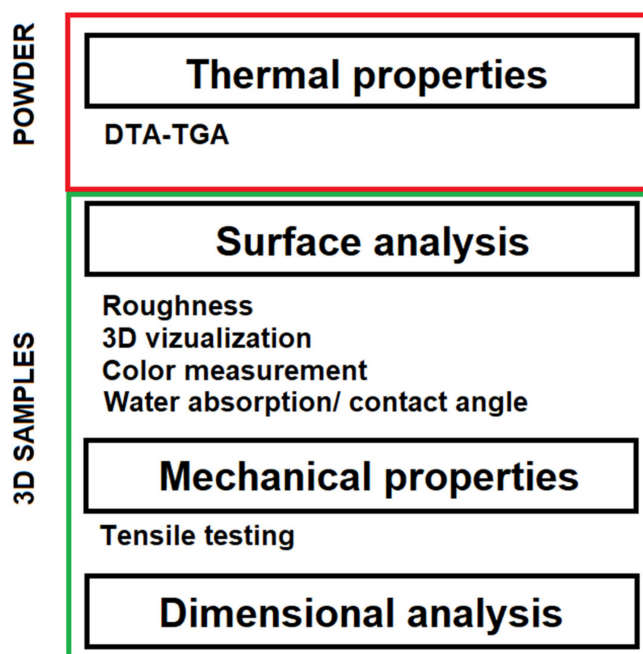 POWDER
Thermal properties
DTA-TGA
3D SAMPLES
Surface analysis
Roughness
3D vizualization
Color measurement
Water absorption/ contact angle
Mechanical properties
Tensile testing
Dimensional analysis